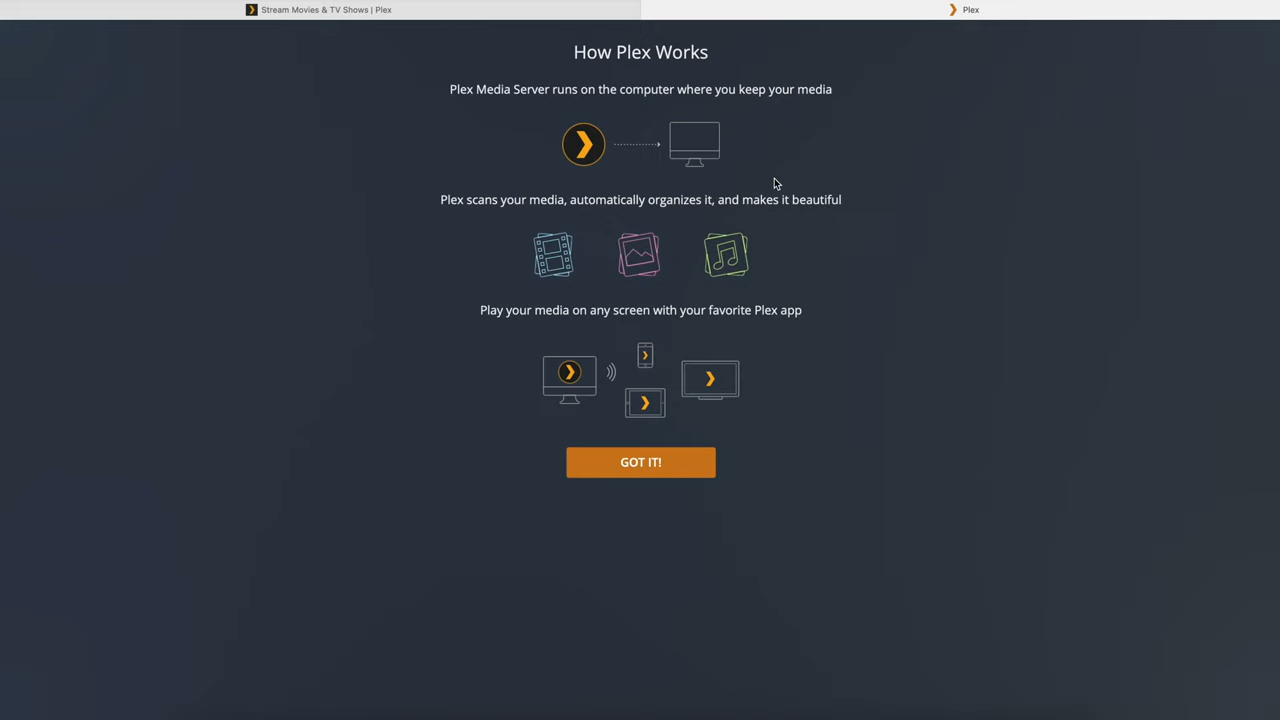 Stream Movies & TV Shows | Plex
Plex
How Plex Works
Plex Media Server runs on the computer where you keep your media
Plex scans your media, automatically organizes it, and makes it beautiful
Play your media on any screen with your favorite Plex app
GOT IT!